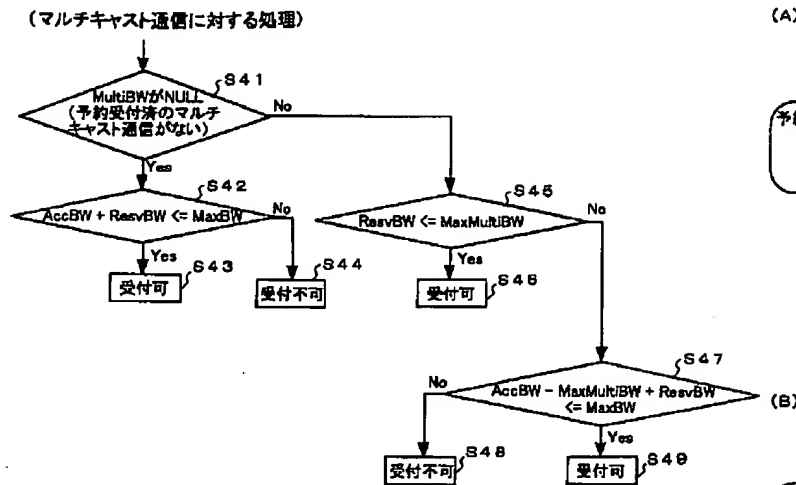 (マルチキャスト通信に対する処理)
(A)
S41
MultiBWがNULL
(予約受付済のマルチ
キャスト通信がない)
No
Yes
S42
AccBW + ResvBW <= MaxBW
No
Yes
S43
受付可
S44
受付不可
S45
ResvBW <= MaxMultiBW
No
Yes
S46
受付可
S47
AccBW − MaxMultiBW + ResvBW
<= MaxBW
No
Yes
S48
受付不可
S49
受付可
(B)